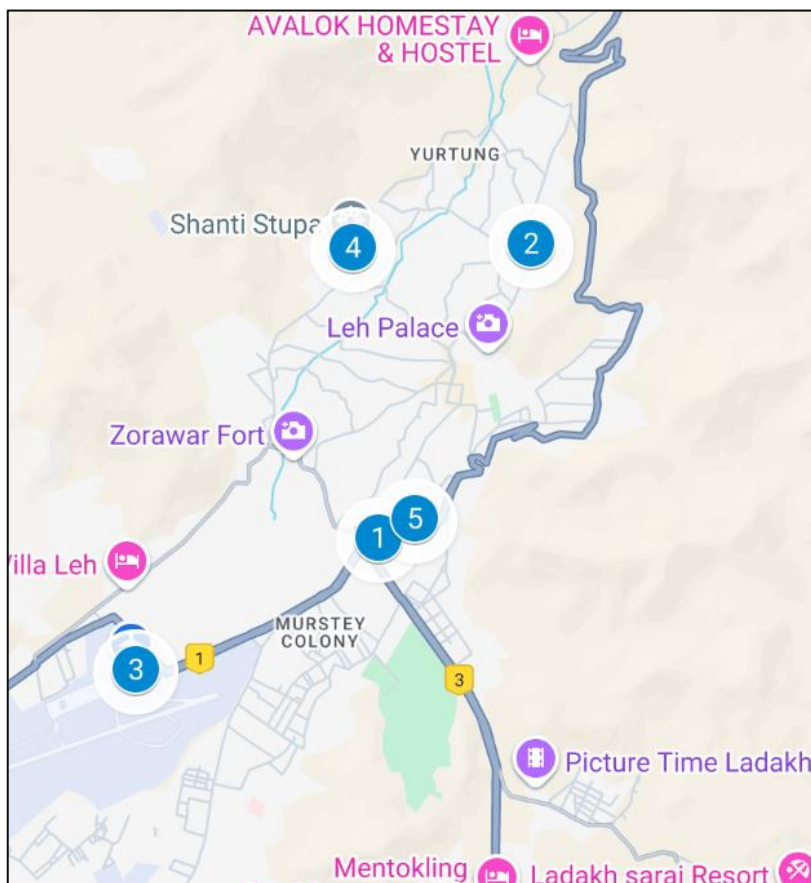 AVALOK HOMESTAY
& HOSTEL
YURTUNG
Shanti Stupa
4
2
Leh Palace
Zorawar Fort
1
5
Villa Leh
MURSTEY
COLONY
3
1
3
Picture Time Ladakh
Mentokling
Ladakh sarai Resort